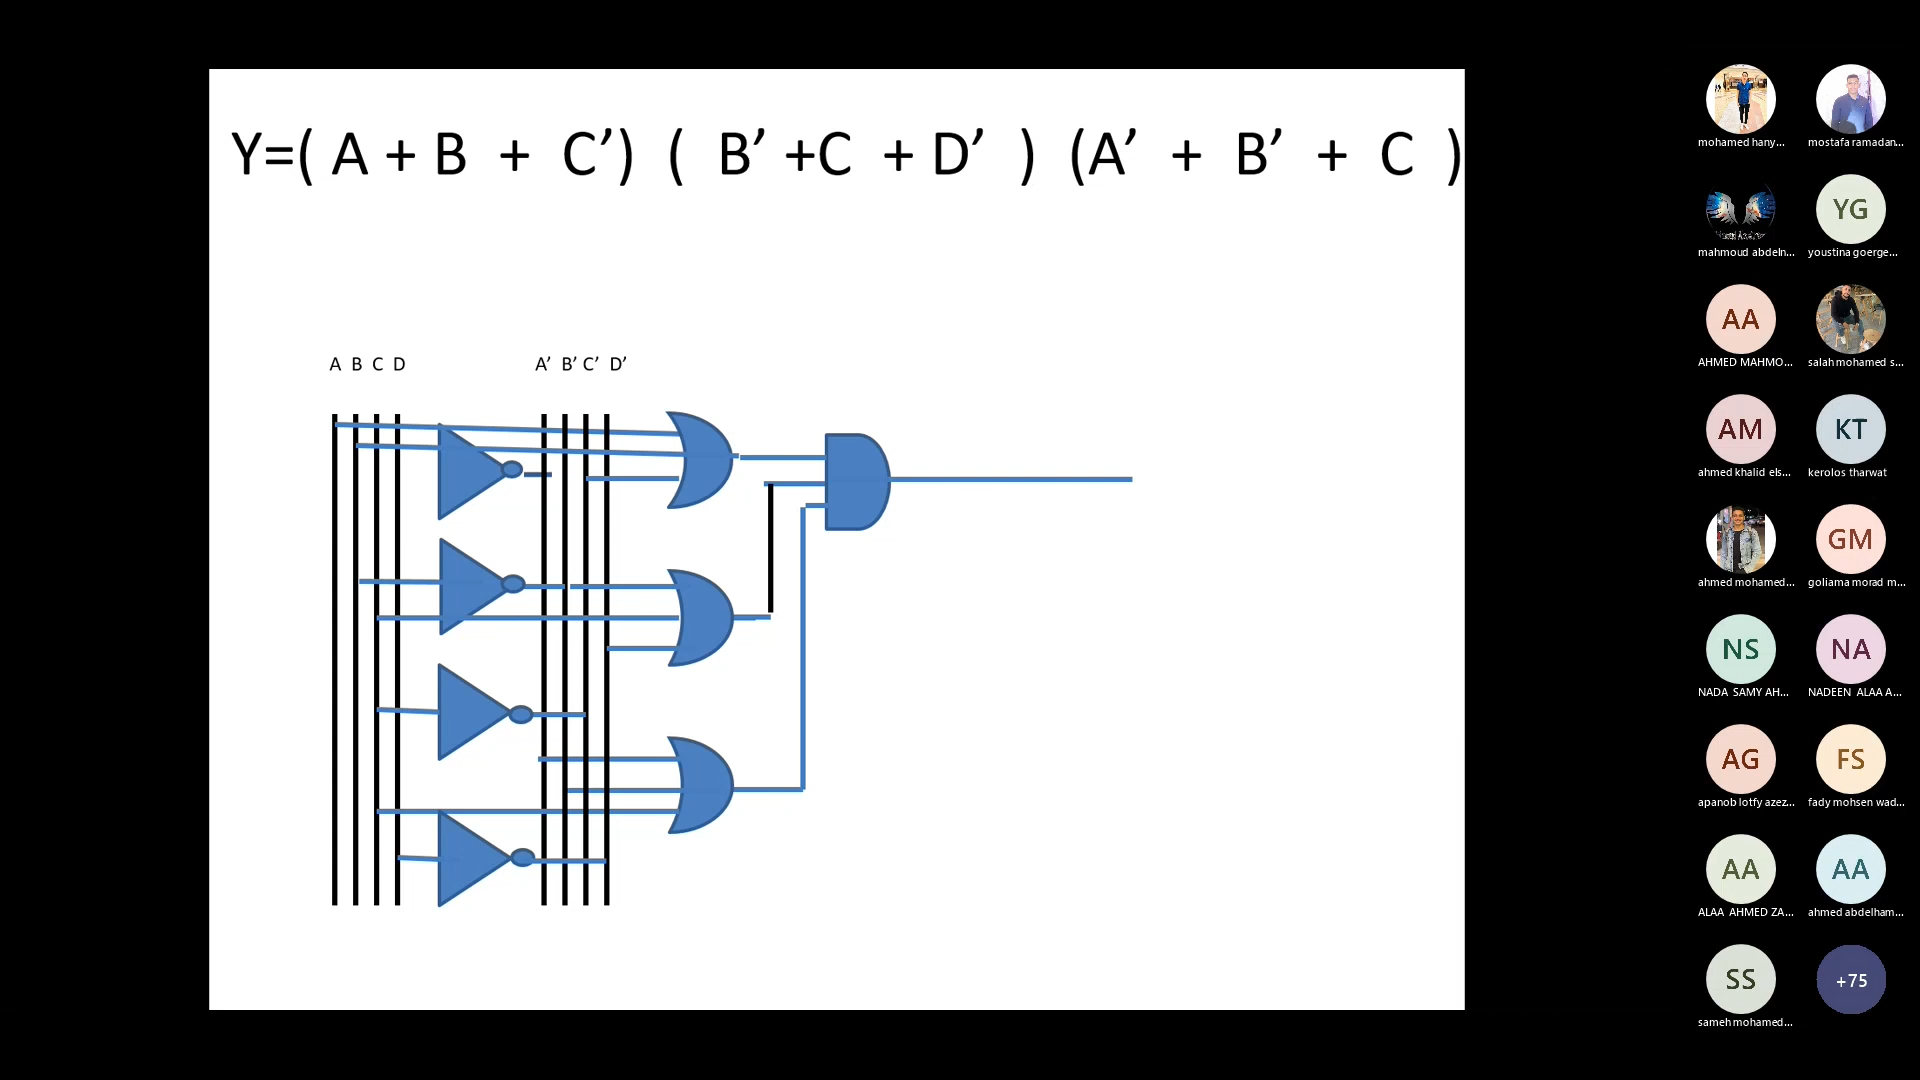 Y=( A + B + C’) ( B’ +C + D’ ) (A’ + B’ + C )
A B C D A’ B’ C’ D’
mohamed hany...
mostafa ramadan...
mahmoud abdeln...
YG
youstina goerge...
AA
AHMED MAHMO...
salah mohamed s...
AM
ahmed khalid els...
KT
kerolos tharwat
ahmed mohamed...
GM
goliama morad m...
NS
NADA SAMY AH...
NA
NADEEN ALAA A...
AG
apanob lotfy azez...
FS
fady mohsen wad...
AA
ALAA AHMED ZA...
AA
ahmed abdelham...
SS
sameh mohamed...
+75